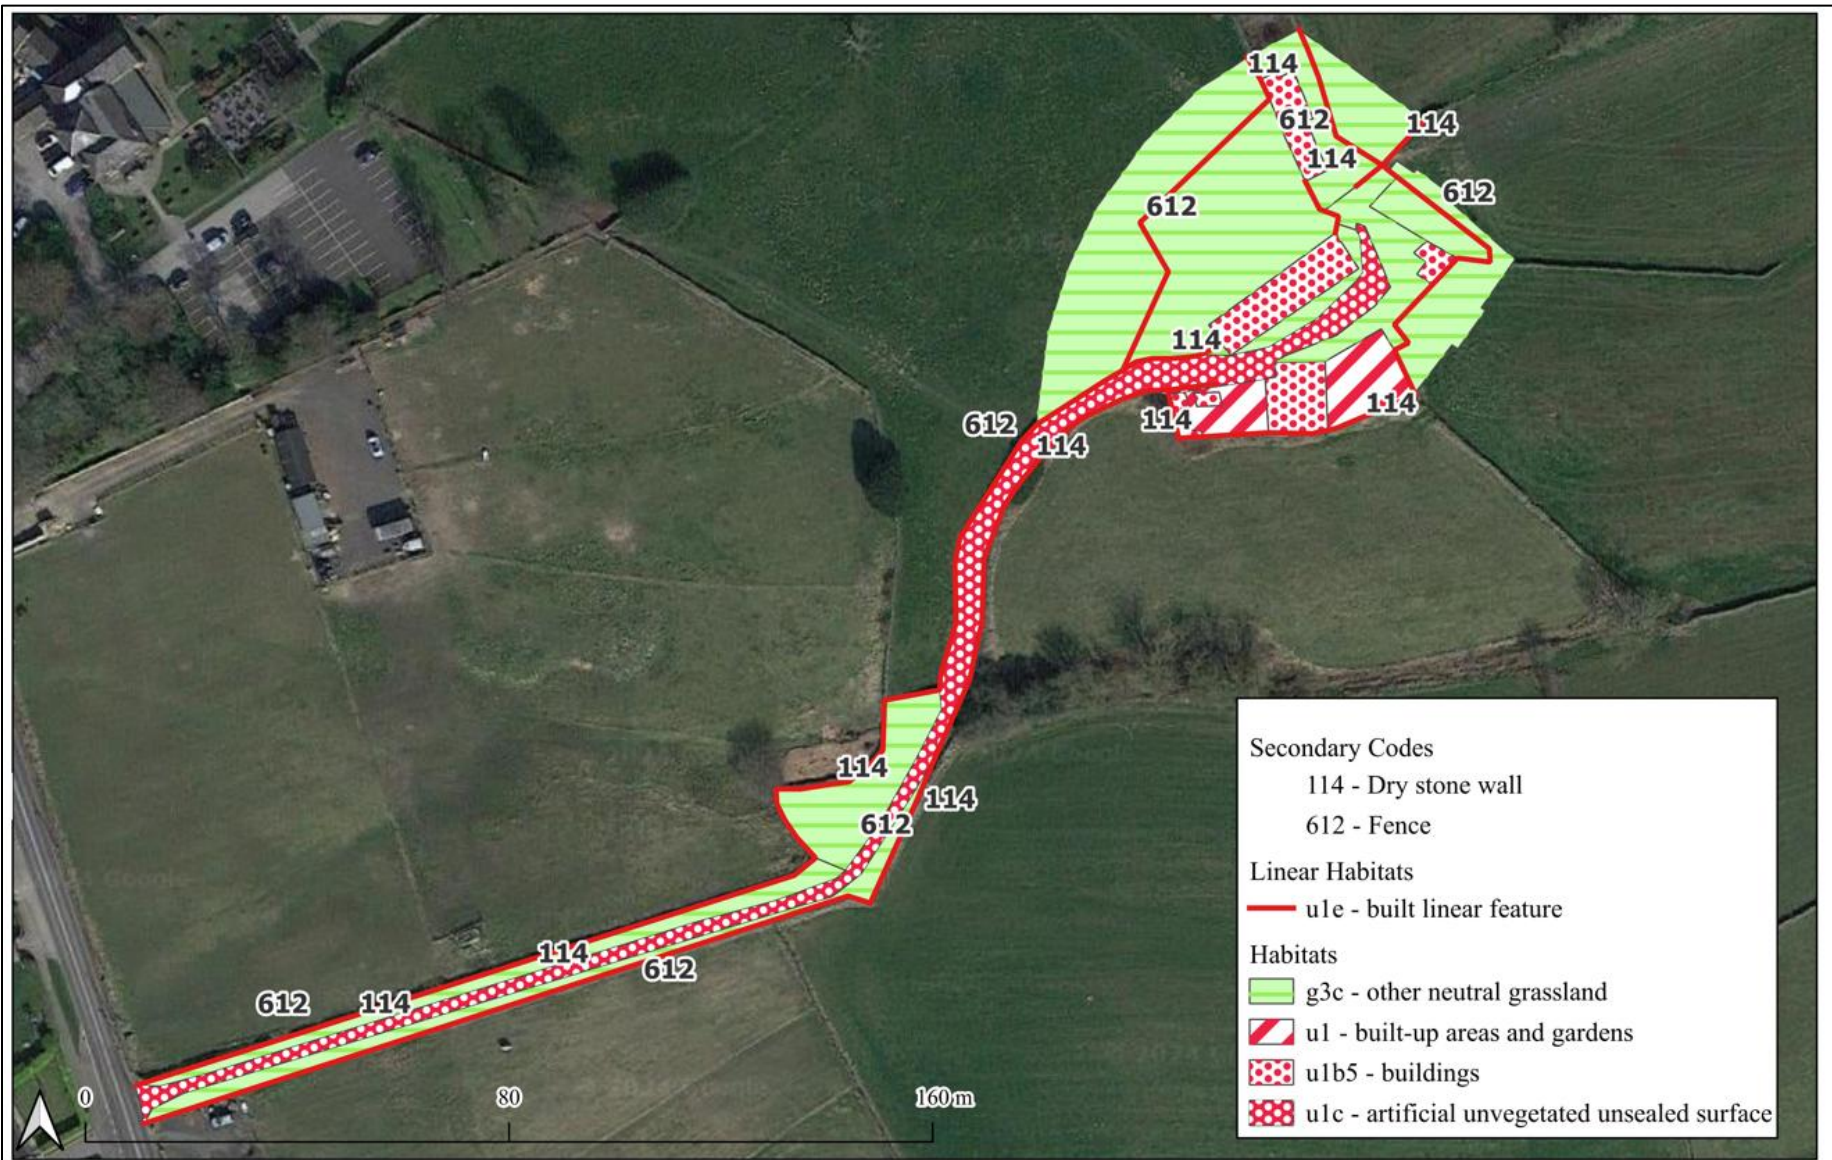 114
612
114
114
612
612
114
114
114
612
114
114
114
612
114
612
114
612
114
0
80
160 m
Secondary Codes
114 - Dry stone wall
612 - Fence
Linear Habitats
u1e - built linear feature
Habitats
g3c - other neutral grassland
u1 - built-up areas and gardens
u1b5 - buildings
u1c - artificial unvegetated unsealed surface